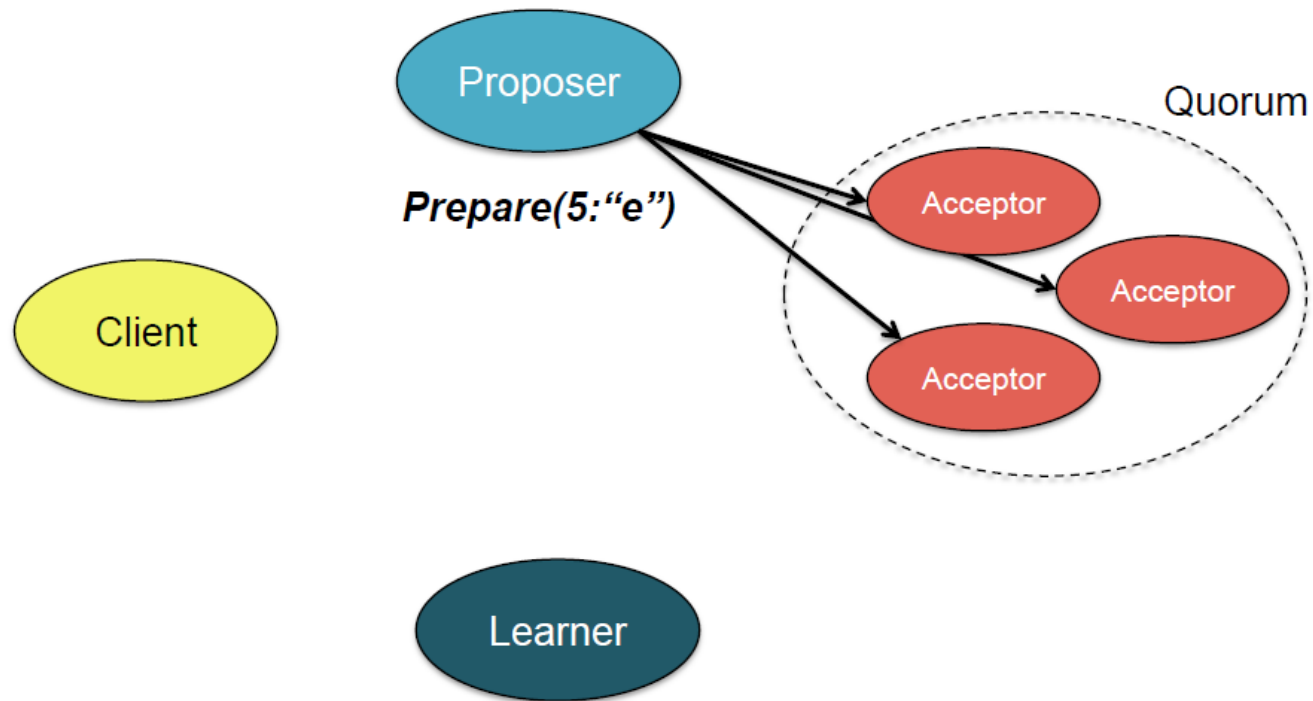 Proposer
Quorum
Acceptor
Prepare(5:“e”)
Acceptor
Client
Acceptor
Learner